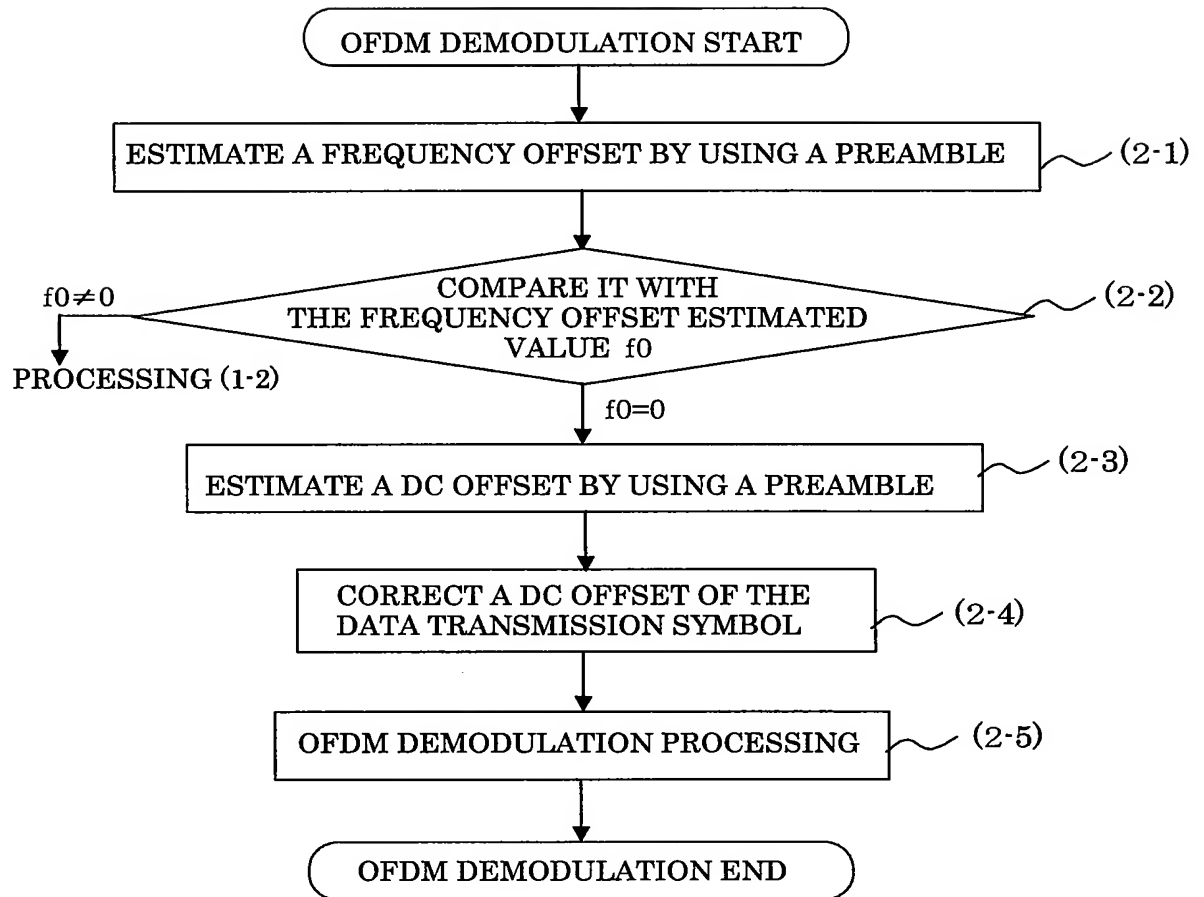 OFDM DEMODULATION START
ESTIMATE A FREQUENCY OFFSET BY USING A PREAMBLE
(2-1)
COMPARE IT WITH
THE FREQUENCY OFFSET ESTIMATED
VALUE f0
(2-2)
f0≠0
PROCESSING (1-2)
f0=0
ESTIMATE A DC OFFSET BY USING A PREAMBLE
(2-3)
CORRECT A DC OFFSET OF THE
DATA TRANSMISSION SYMBOL
(2-4)
OFDM DEMODULATION PROCESSING
(2-5)
OFDM DEMODULATION END